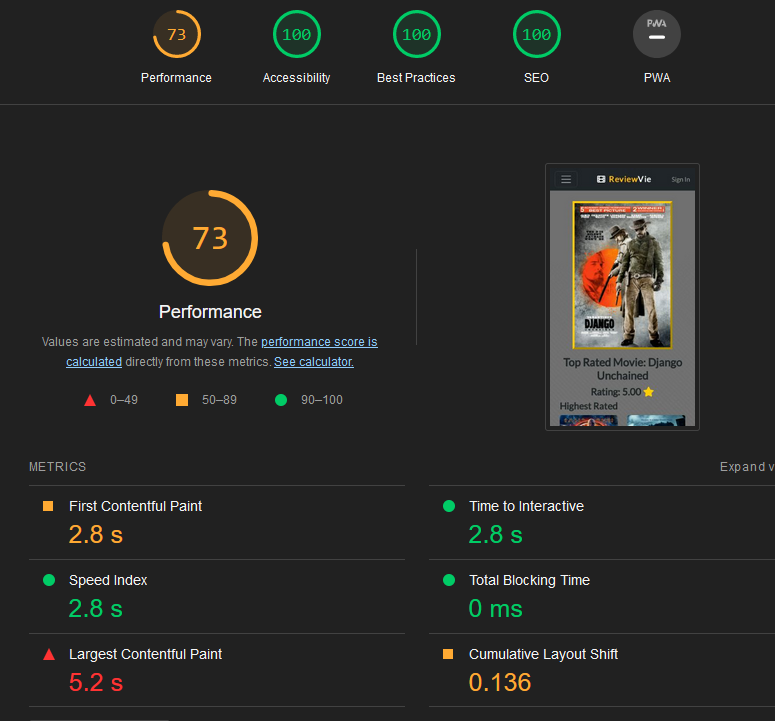 73
100
100
100
PWA
Performance
Accessibility
Best Practices
SEO
PWA
73
Performance
Values are estimated and may vary. The performance score is
calculated directly from these metrics. See calculator.
0–49
50–89
90–100
ReviewVie
Sign In
BEST PICTURE
2 WINNER
DJANGO
Top Rated Movie: Django
Unchained
Rating: 5.00
Highest Rated
METRICS
Expand v
First Contentful Paint
2.8 s
Time to Interactive
2.8 s
Speed Index
2.8 s
Total Blocking Time
0 ms
Largest Contentful Paint
5.2 s
Cumulative Layout Shift
0.136